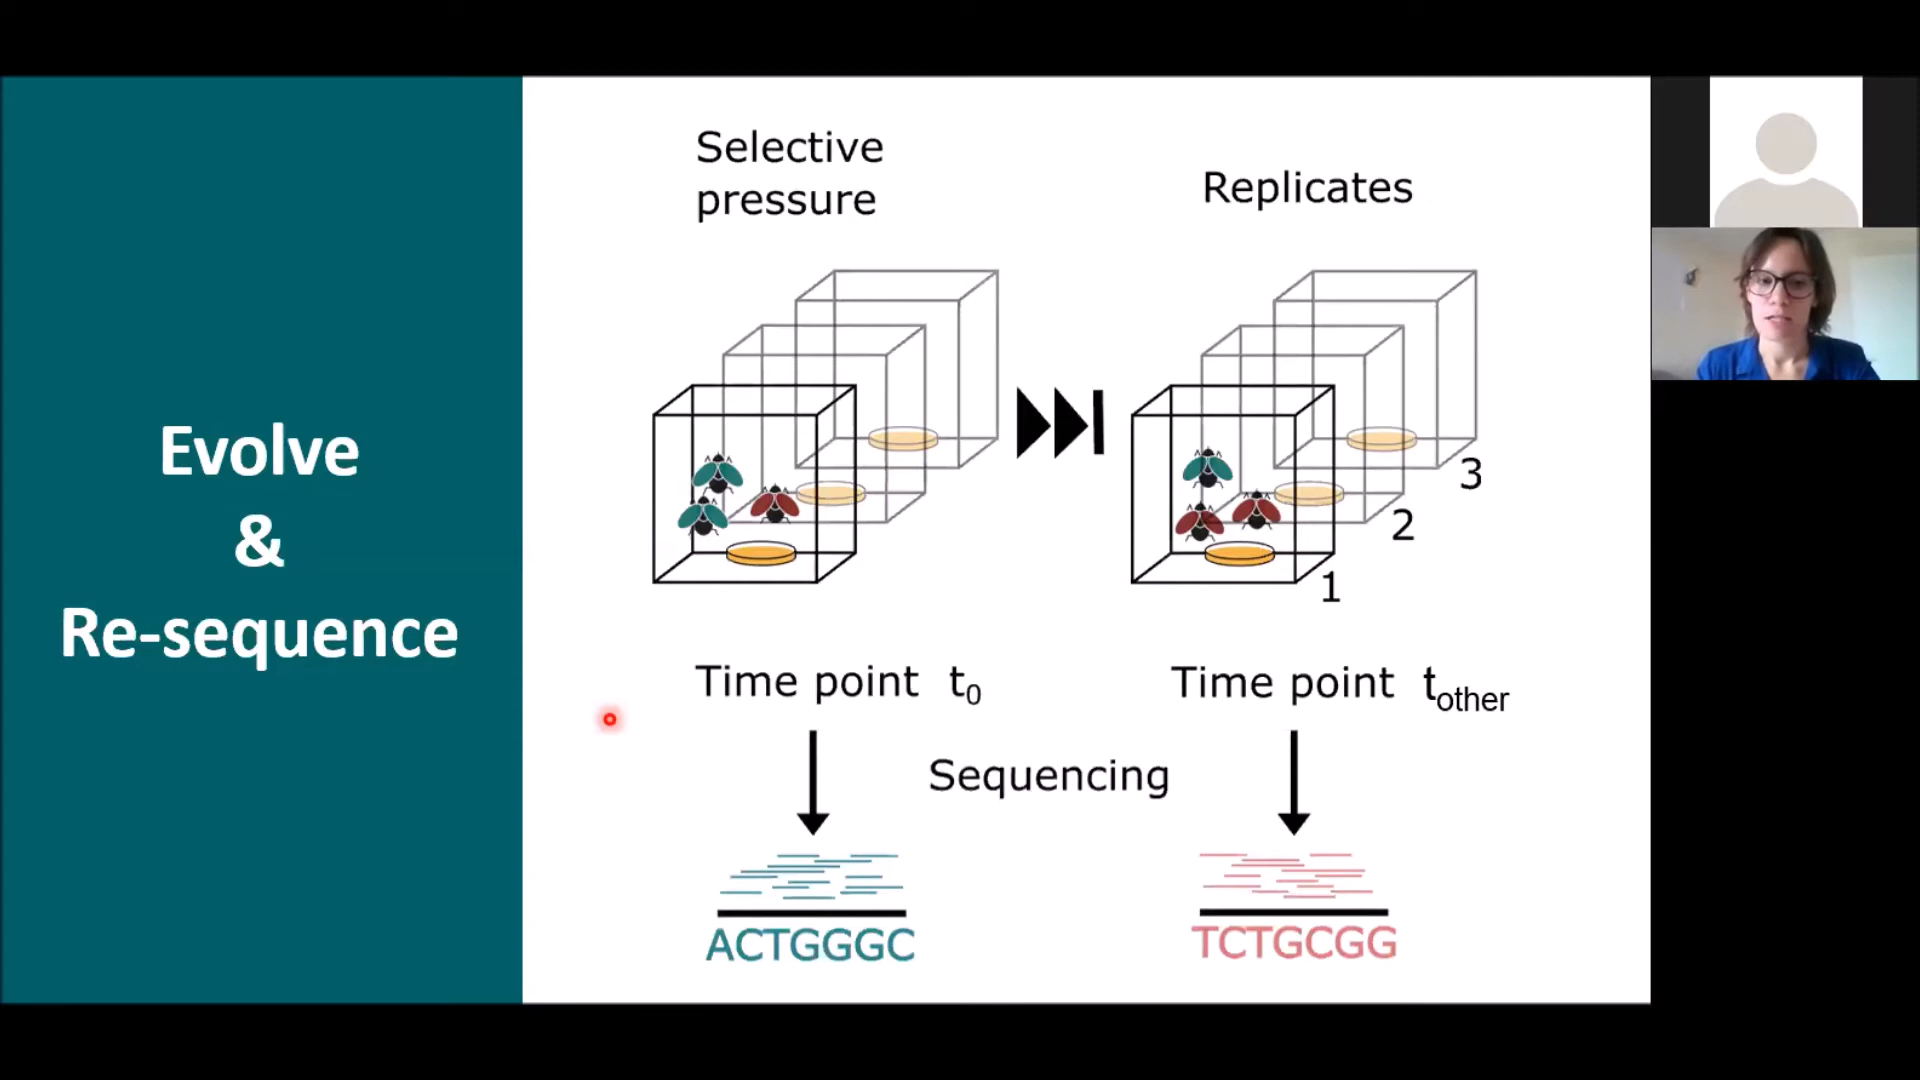 Evolve
&
Re-sequence
Selective
pressure
Replicates
3
2
1
Time point t0
Time point tother
Sequencing
ACTGGGC
TCTGCGG